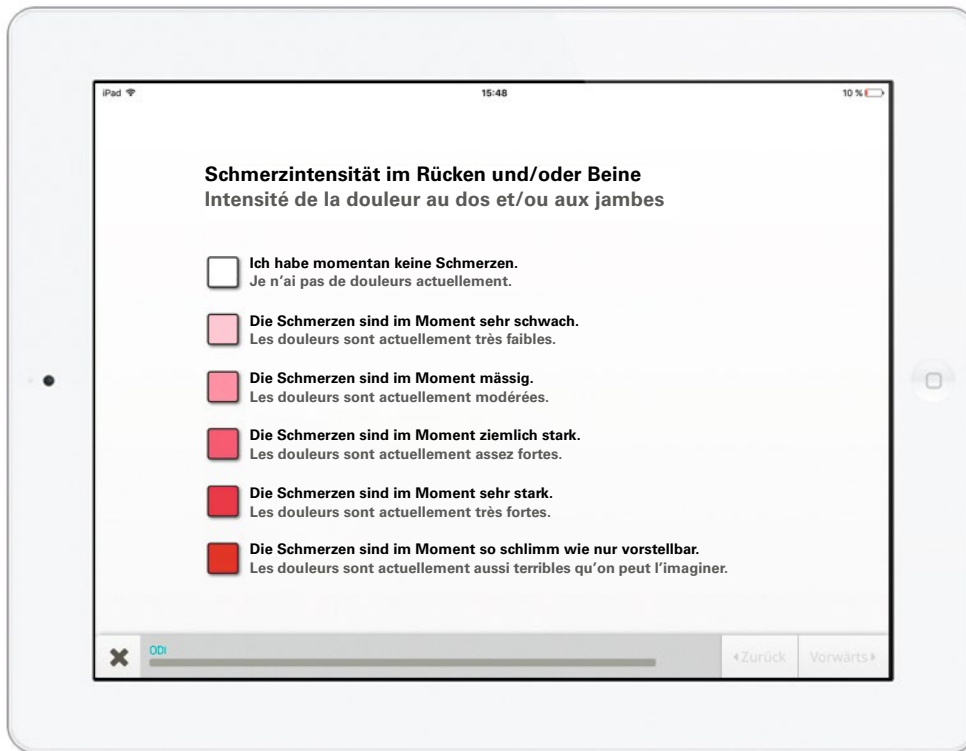 iPad
15:48
10 %
Schmerzintensität im Rücken und/oder Beine
Intensité de la douleur au dos et/ou aux jambes
Ich habe momentan keine Schmerzen.
Je n’ai pas de douleurs actuellement.
Die Schmerzen sind im Moment sehr schwach.
Les douleurs sont actuellement très faibles.
Die Schmerzen sind im Moment mässig.
Les douleurs sont actuellement modérées.
Die Schmerzen sind im Moment ziemlich stark.
Les douleurs sont actuellement assez fortes.
Die Schmerzen sind im Moment sehr stark.
Les douleurs sont actuellement très fortes.
Die Schmerzen sind im Moment so schlimm wie nur vorstellbar.
Les douleurs sont actuellement aussi terribles qu’on peut l’imaginer.
ODI
Zurück
Vorwärts